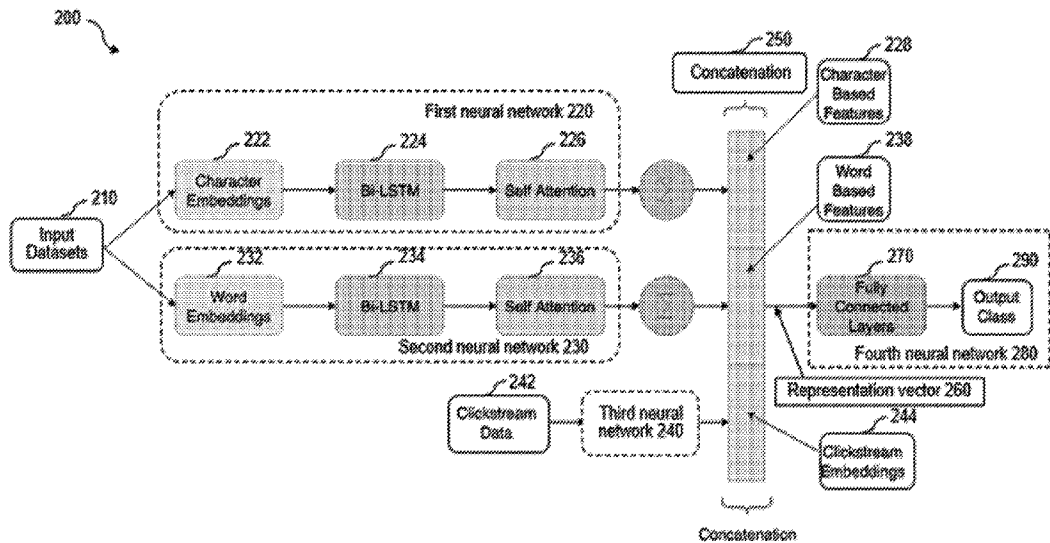 200
250
228
Concatenation
Character
Based
Features
First neural network 220
222
224
226
238
Character
Embeddings
Bi-LSTM
Self Attention
Word
Based
Features
210
Input
Datasets
232
234
236
270
290
Word
Embeddings
Bi-LSTM
Self Attention
Fully
Connected
Layers
Output
Class
Second neural network 230
Fourth neural network 280
242
Representation vector 260
Clickstream
Data
Third neural
network 240
244
Clickstream
Embeddings
Concatenation